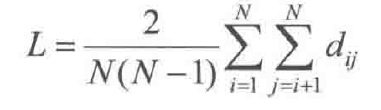 L = \frac{2}{N(N-1)} \sum_{i=1}^{N} \sum_{j=i+1}^{N} d_{ij}